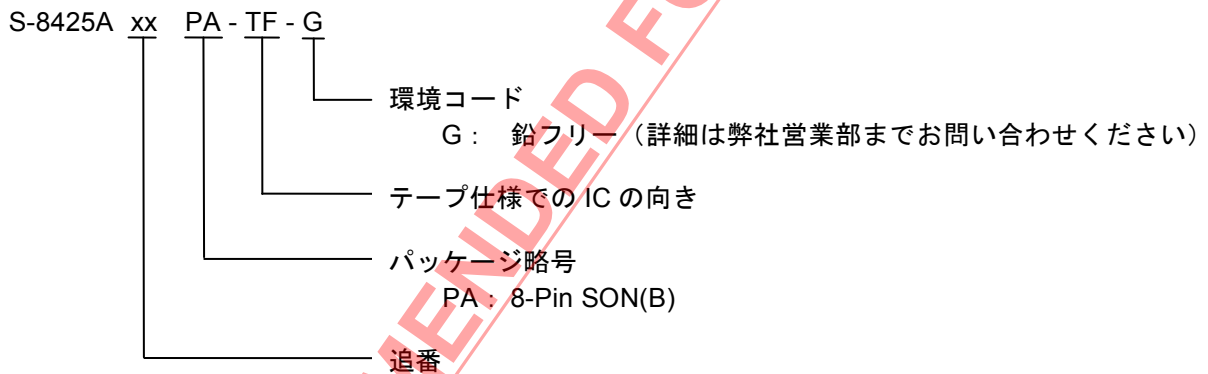 S-8425A xx PA - TF - G
環境コード
G : 鉛フリー（詳細は弊社営業部までお問い合わせください）
テープ仕様での IC の向き
パッケージ略号
PA : 8-Pin SON(B)
追番
MENDED FO